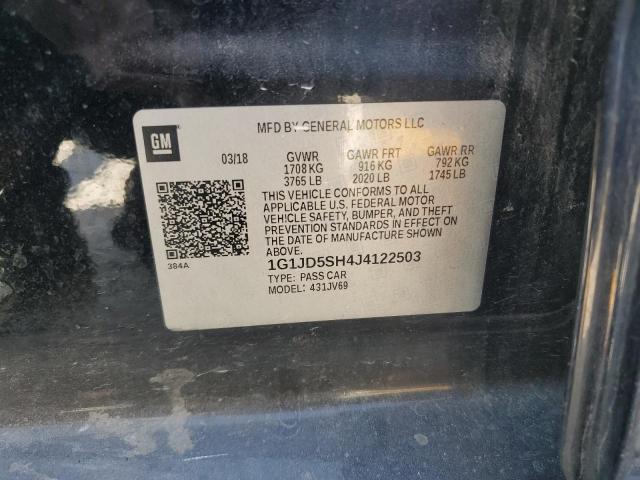 MFD BY GENERAL MOTORS LLC
GM
03/18 GVWR GAWR FRT GAWR RR
1708 KG 916 KG 792 KG
3765 LB 2020 LB 1745 LB
THIS VEHICLE CONFORMS TO ALL
APPLICABLE U.S. FEDERAL MOTOR
VEHICLE SAFETY, BUMPER, AND THEFT
PREVENTION STANDARDS IN EFFECT ON
THE DATE OF MANUFACTURE SHOWN
ABOVE.
384A
1G1JD5SH4J4122503
TYPE: PASS CAR
MODEL: 431JV69